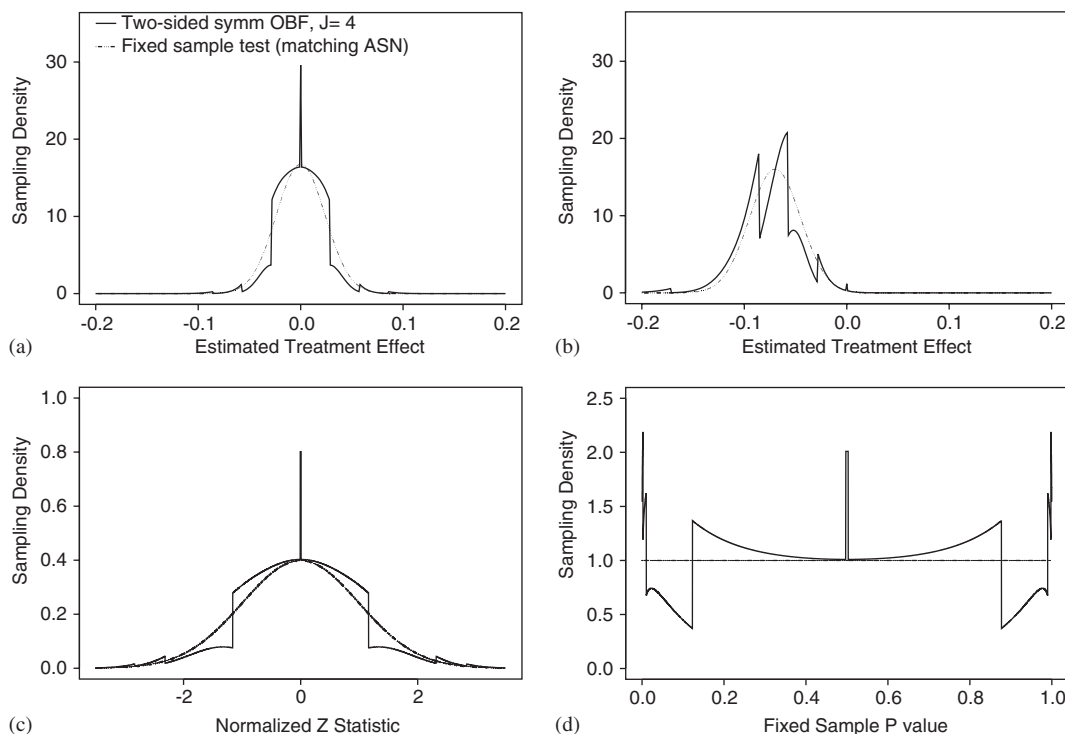 Two-sided symm OBF, J= 4
Fixed sample test (matching ASN)
Sampling Density
30
20
10
0
-0.2 -0.1 0.0 0.1 0.2
(a) Estimated Treatment Effect
Sampling Density
30
20
10
0
-0.2 -0.1 0.0 0.1 0.2
(b) Estimated Treatment Effect
Sampling Density
1.0
0.8
0.6
0.4
0.2
0.0
-2 0 2
(c) Normalized Z Statistic
Sampling Density
2.5
2.0
1.5
1.0
0.5
0.0
0.0 0.2 0.4 0.6 0.8 1.0
(d) Fixed Sample P value